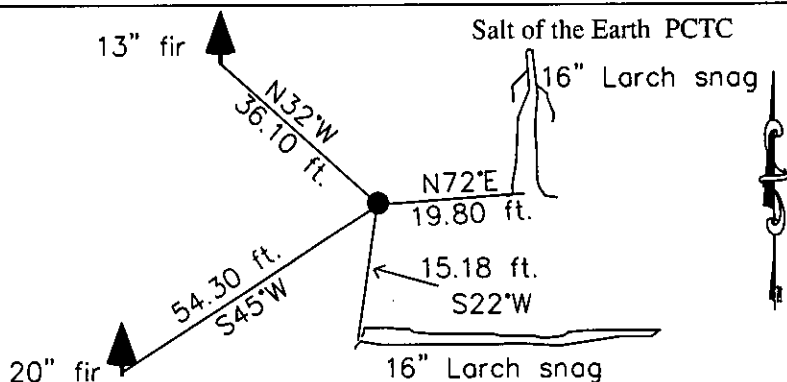 Salt of the Earth PCTC
13" fir
16" Larch snag
N32°W
36.10 ft.
N72°E
19.80 ft.
54.30 ft.
S45°W
15.18 ft.
S22°W
20" fir
16" Larch snag